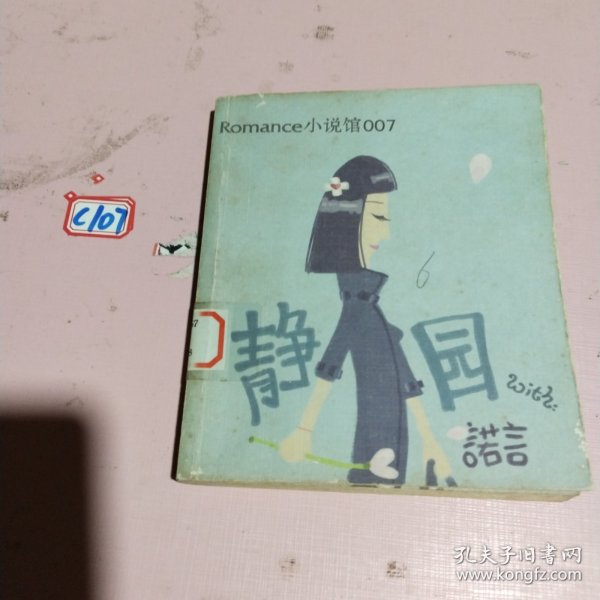 Romance小说馆007
C107
6
静园
with:
諾言
孔夫子旧书网
www.kongfz.com